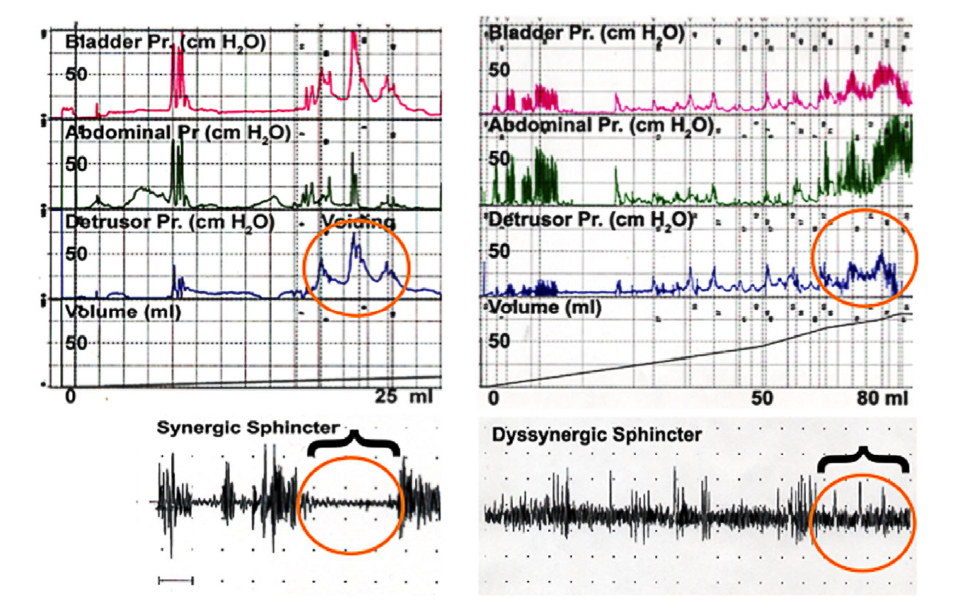 Bladder Pr. (cm H₂O)
50
Abdominal Pr (cm H₂O)
50
Detrusor Pr. (cm H₂O)
Voiding
50
Volume (ml)
50
0
25 ml
Synergic Sphincter
Bladder Pr. (cm H₂O)
50
Abdominal Pr. (cm H₂O)
50
Detrusor Pr. (cm H₂O)
50
Volume (ml)
50
0
50
80 ml
Dyssynergic Sphincter